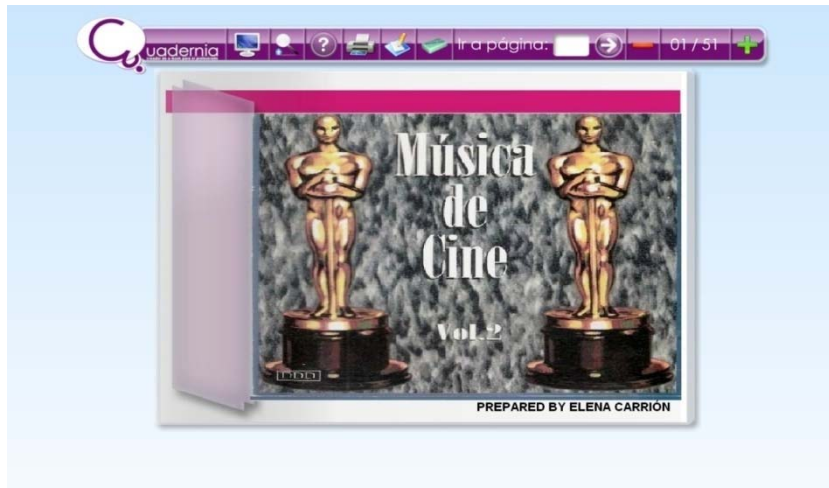 uadernia
Ir a página:
01/51
Música
de
Cine
Vol.2
PREPARED BY ELENA CARRIÓN